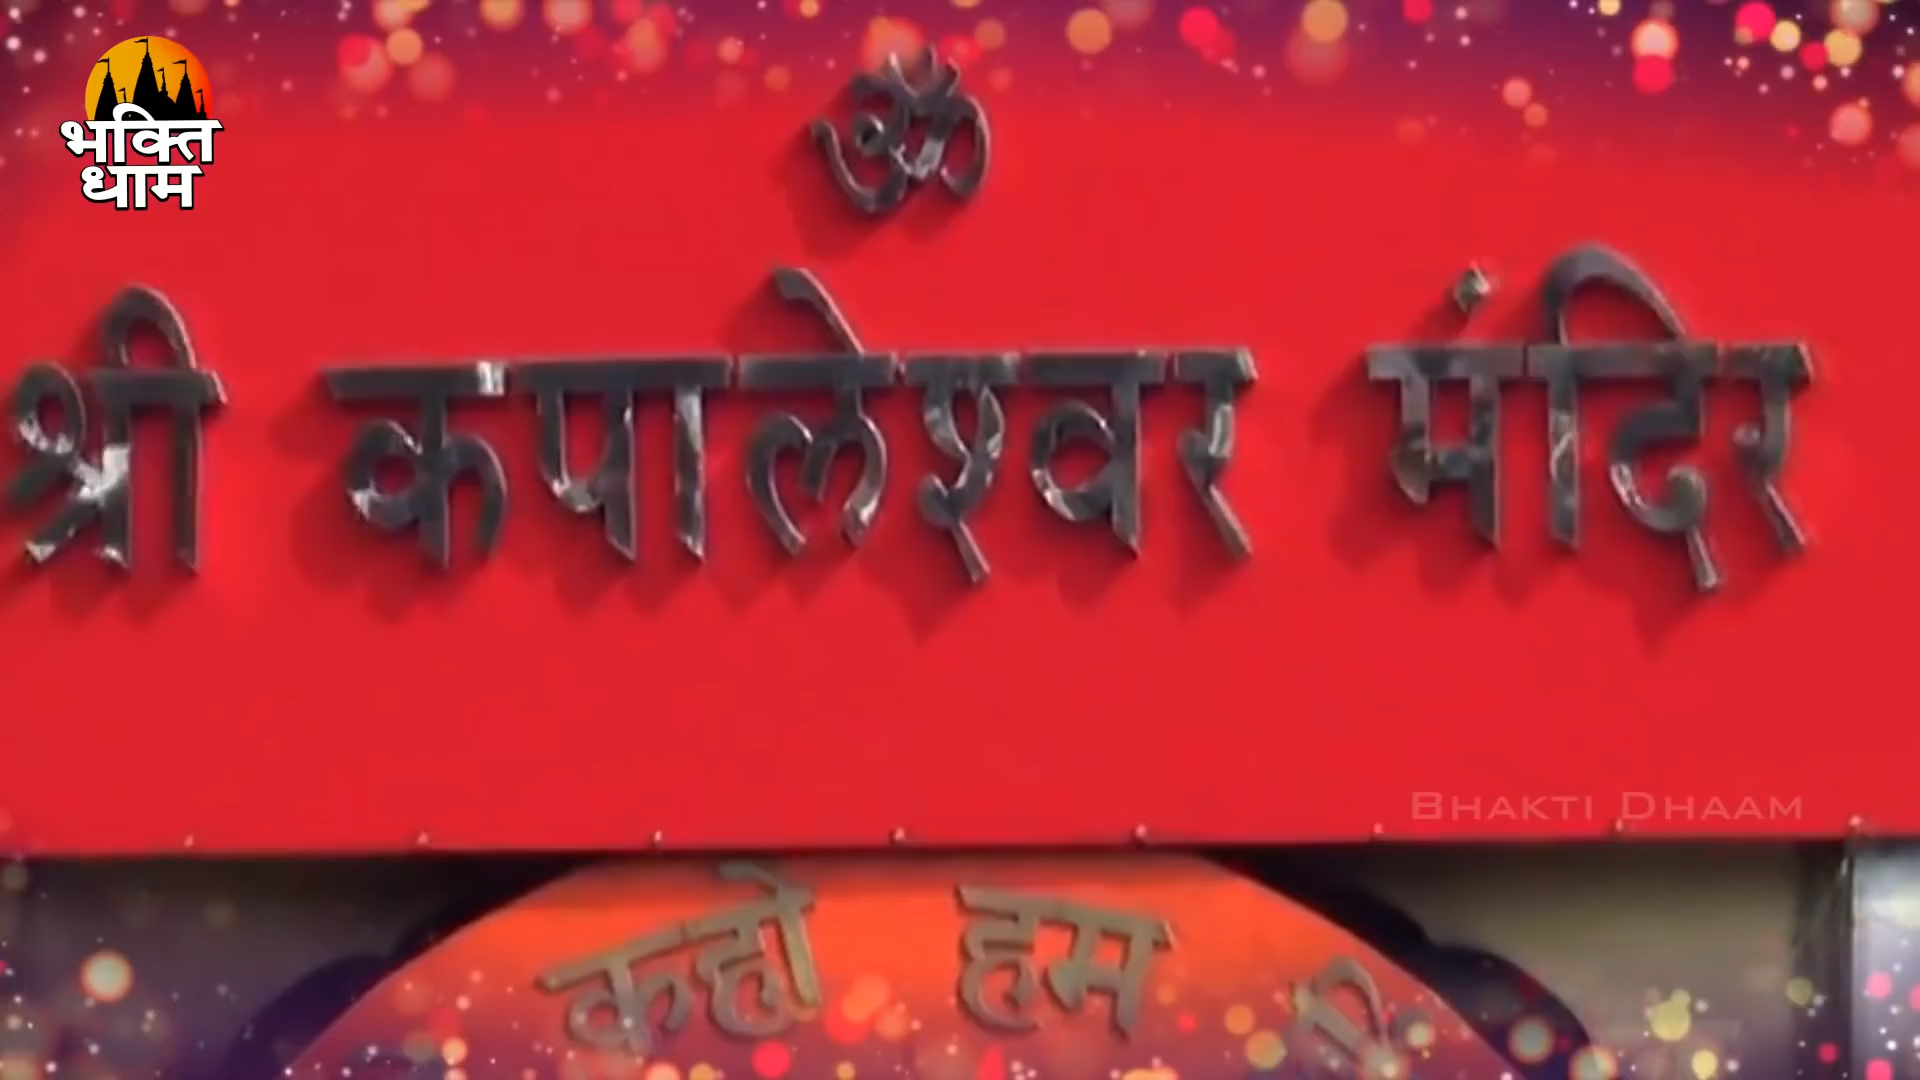 भक्ति
धाम
ॐ
श्री कपालेश्वर मंदिर
BHAKTI DHAAM
कहो हम